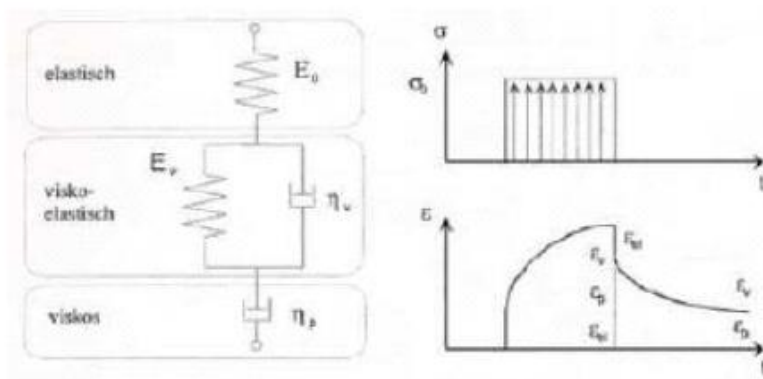 elastisch
E₀
visko-
elastisch
Eᵥ
ηᵥ
viskos
ηₚ
σ
σ₀
t
ε
εₑₗ
εᵥ
εₚ
εₑₗ
εᵥ
εₚ
t